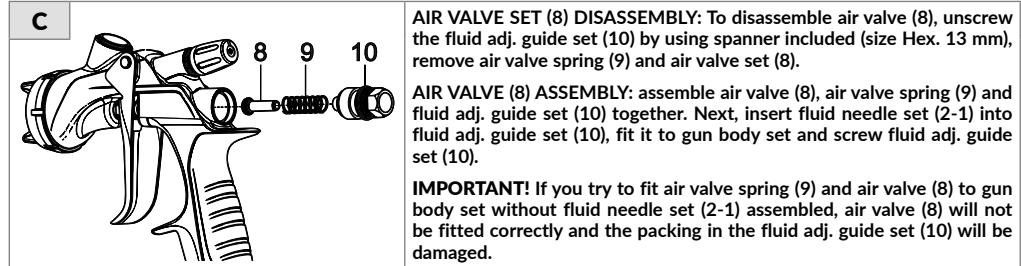 C
8 9 10
AIR VALVE SET (8) DISASSEMBLY: To disassemble air valve (8), unscrew
the fluid adj. guide set (10) by using spanner included (size Hex. 13 mm),
remove air valve spring (9) and air valve set (8).
AIR VALVE (8) ASSEMBLY: assemble air valve (8), air valve spring (9) and
fluid adj. guide set (10) together. Next, insert fluid needle set (2-1) into
fluid adj. guide set (10), fit it to gun body set and screw fluid adj. guide
set (10).
IMPORTANT! If you try to fit air valve spring (9) and air valve (8) to gun
body set without fluid needle set (2-1) assembled, air valve (8) will not
be fitted correctly and the packing in the fluid adj. guide set (10) will be
damaged.